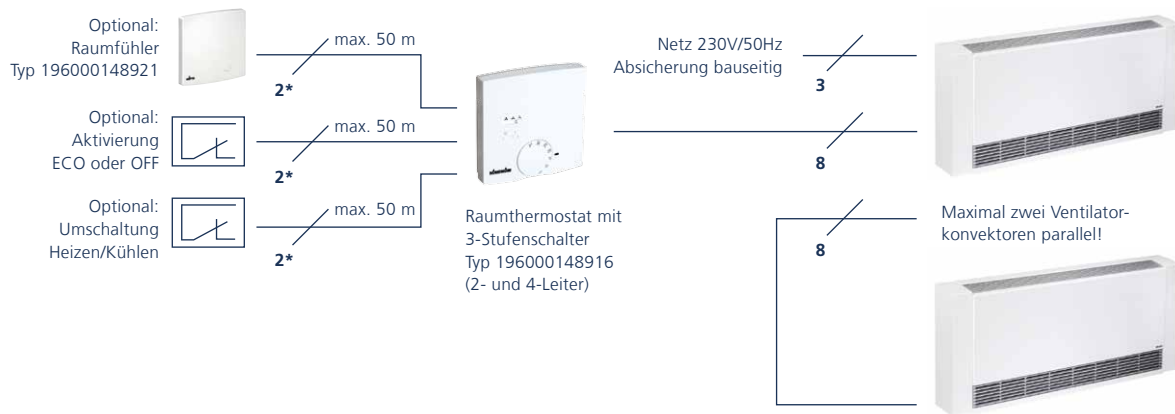 Optional:
Raumfühler
Typ 196000148921
max. 50 m
2*
Optional:
Aktivierung
ECO oder OFF
max. 50 m
2*
Optional:
Umschaltung
Heizen/Kühlen
max. 50 m
2*
Raumthermostat mit
3-Stufenschalter
Typ 196000148916
(2- und 4-Leiter)
Netz 230V/50Hz
Absicherung bauseitig
3
8
8
Maximal zwei Ventilator-
konvektoren parallel!